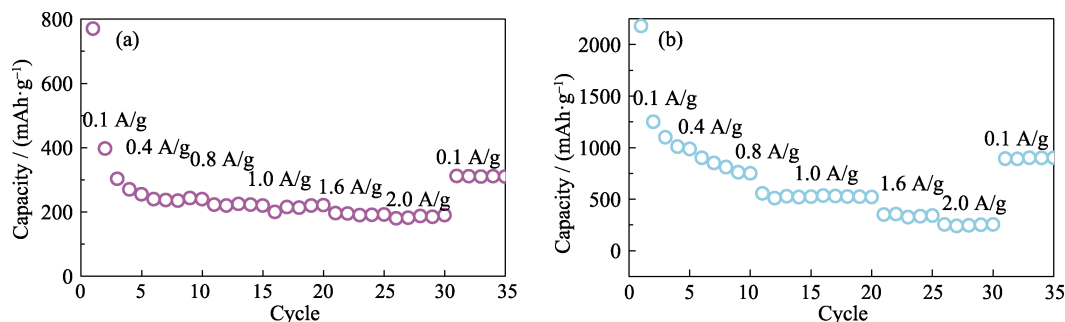 (a)
Capacity / (mAh·g⁻¹)
800
600
400
200
0
0.1 A/g
0.4 A/g
0.8 A/g
1.0 A/g
1.6 A/g
2.0 A/g
0.1 A/g
0 5 10 15 20 25 30 35
Cycle
(b)
Capacity / (mAh·g⁻¹)
2250
1750
1250
1000
500
0
0.1 A/g
0.4 A/g
0.8 A/g
1.0 A/g
1.6 A/g
2.0 A/g
0.1 A/g
0 5 10 15 20 25 30 35
Cycle